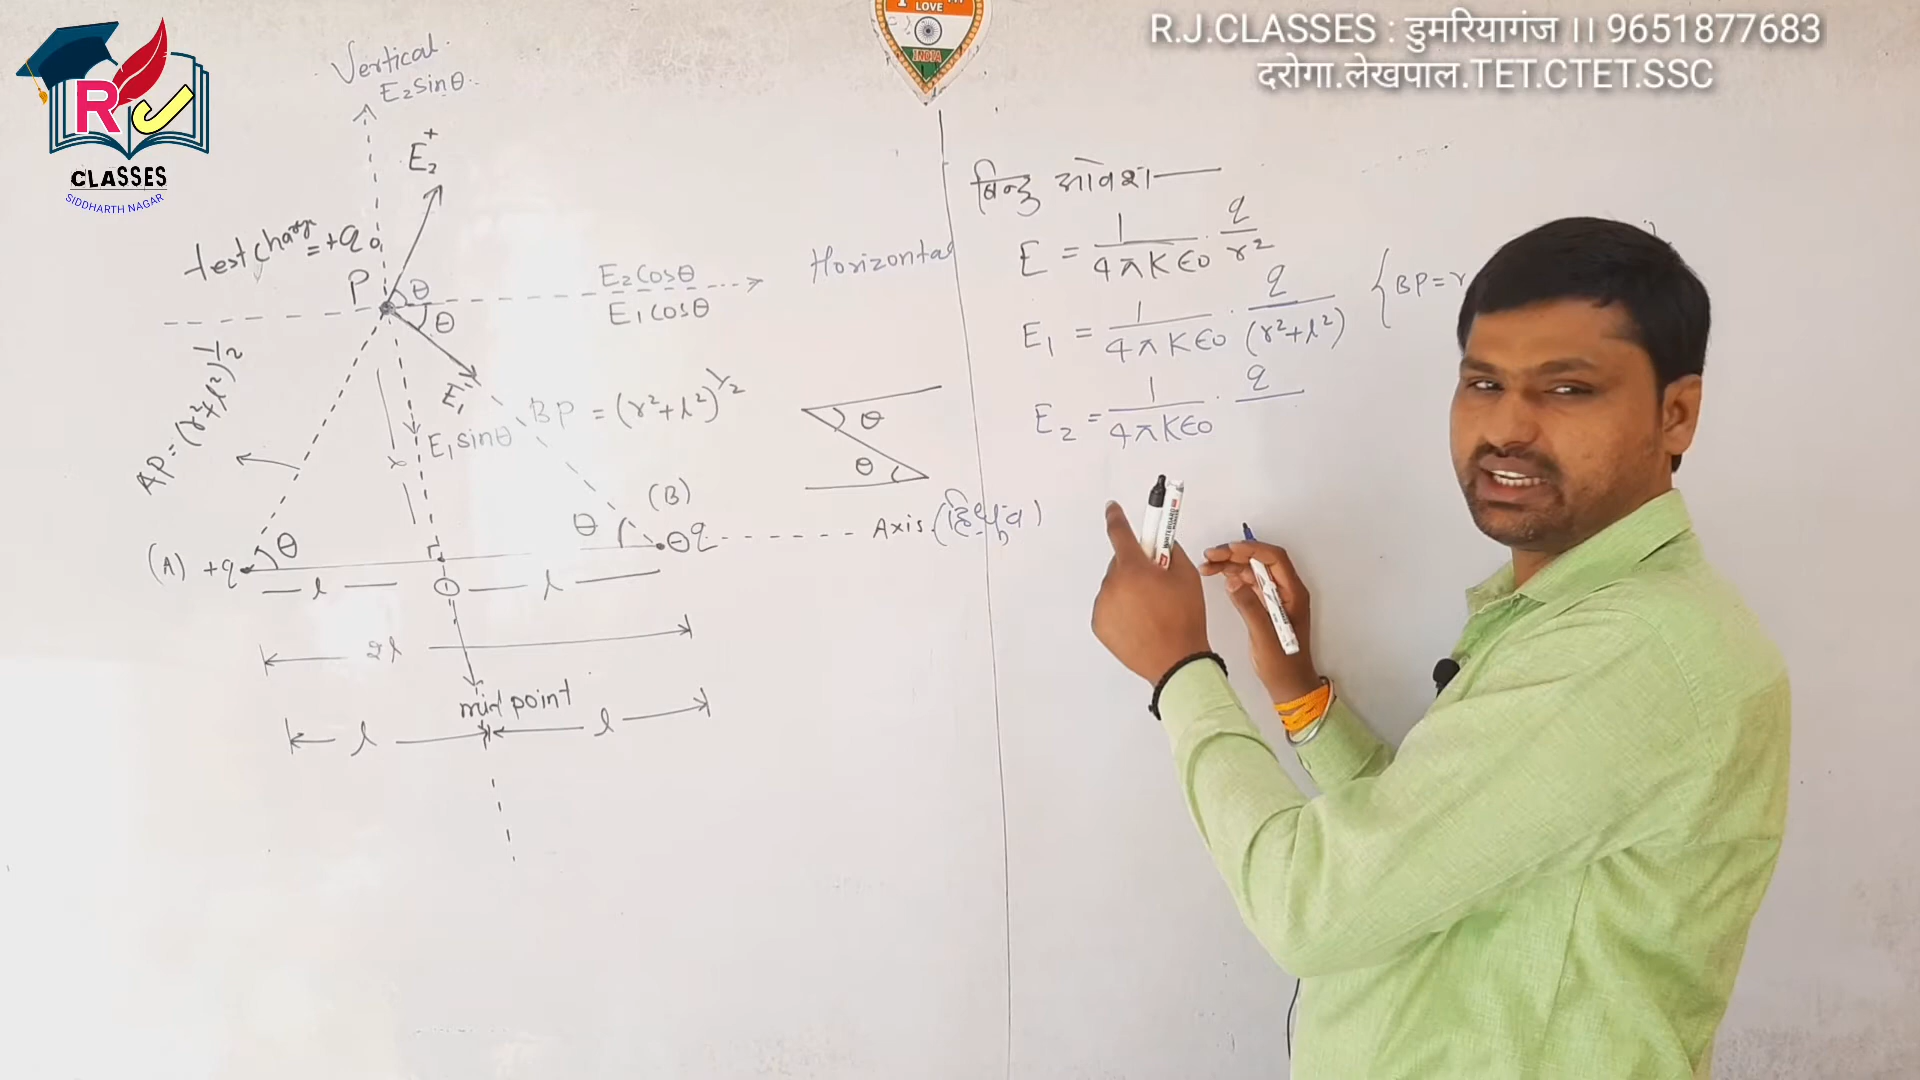 R.J.CLASSES : डुमरियागंज ।। 9651877683
दरोगा.लेखपाल.TET.CTET.SSC
RJ
CLASSES
SIDDHARTH NAGAR
LOVE
INDIA
Vertical
E₂sinθ
E₂
test charge = +q₀
P
θ
θ
E₂cosθ
E₁cosθ
Horizontal
E₁
E₁sinθ
AP = (r²+l²)^1/2
BP = (r²+l²)^1/2
θ
θ
(A) +q
θ
r
θ
(B)
q
Axis
l
l
2l
mid point
l
l
बिन्दु
E = 1/4πKϵ0 · q/r²
E₁ = 1/4πKϵ0 · q/(r²+l²)
{BP=r
E₂ = 1/4πKϵ0 · q